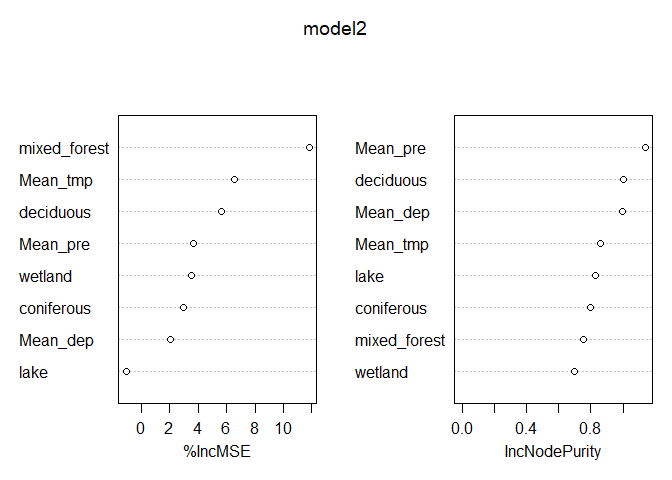 model2
mixed_forest
Mean_tmp
deciduous
Mean_pre
wetland
coniferous
Mean_dep
lake
0 2 4 6 8 10
%IncMSE
Mean_pre
deciduous
Mean_dep
Mean_tmp
lake
coniferous
mixed_forest
wetland
0.0 0.4 0.8
IncNodePurity